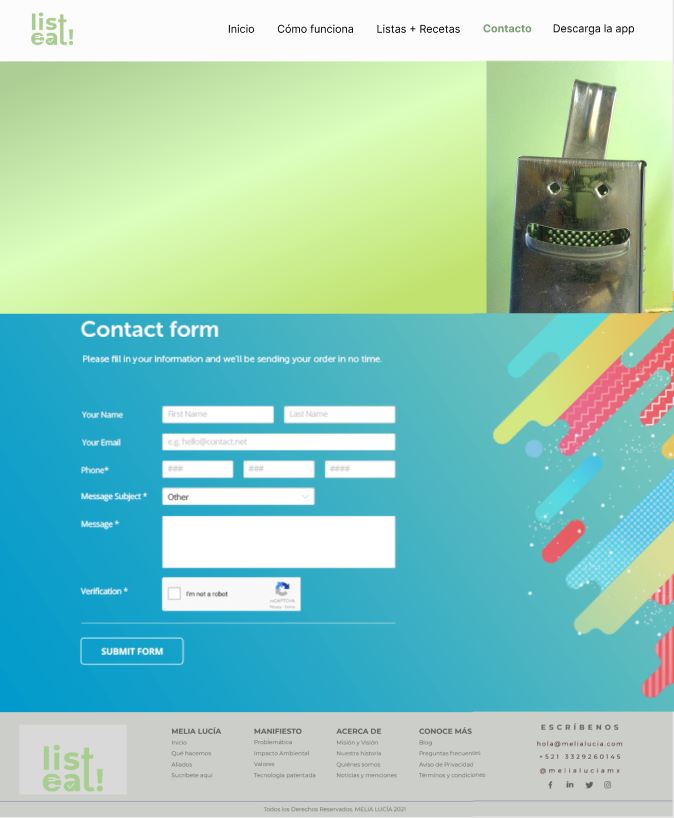 list
eat!
Inicio Cómo funciona Listas + Recetas Contacto Descarga la app
Contact form
Please fill in your information and we'll be sending your order in no time.
Your Name First Name Last Name
Your Email e.g. hello@contact.net
Phone* ### ### ####
Message Subject * Other
Message *
Verification * I'm not a robot
reCAPTCHA
Privacy - Terms
SUBMIT FORM
list
eat!
MELIA LUCÍA
Inicio
Qué hacemos
Aliados
Sucríbete aquí
MANIFIESTO
Problemática
Impacto Ambiental
Valores
Tecnología patentada
ACERCA DE
Misión y Visión
Nuestra historia
Quiénes somos
Noticias y menciones
CONOCE MÁS
Blog
Preguntas frecuentes
Aviso de Privacidad
Términos y condiciones
ESCRÍBENOS
hola@melialucia.com
+521 3329260145
@melialuciamx
Todos los Derechos Reservados. MELIA LUCÍA 2021